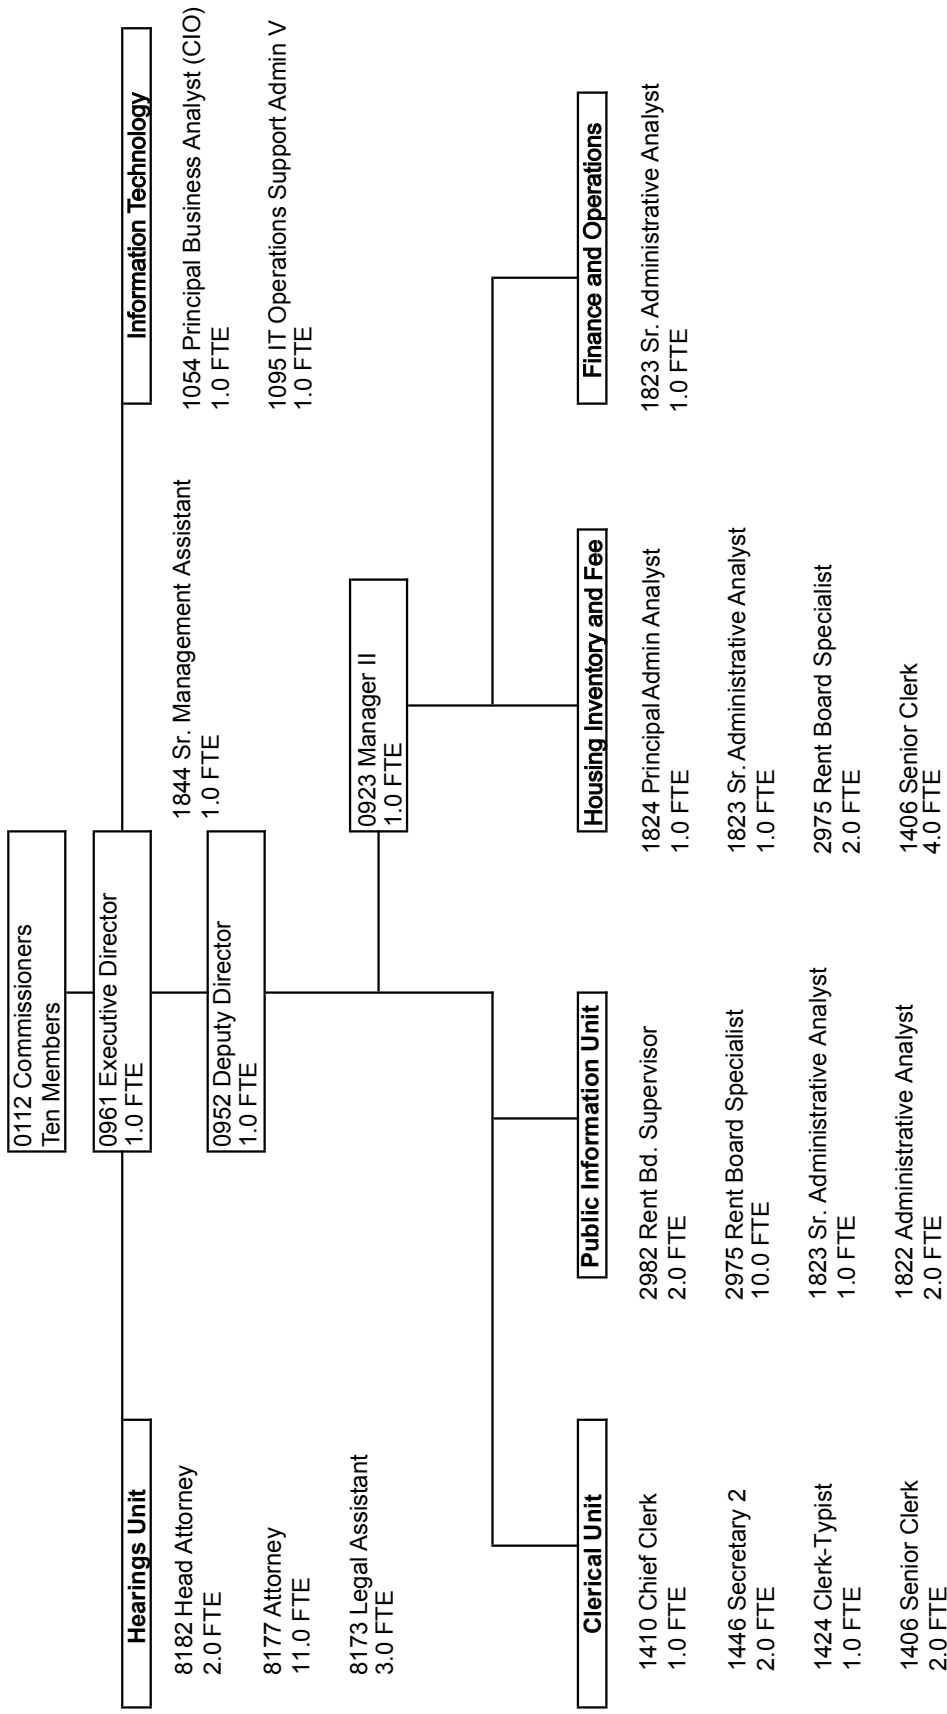 0112 Commissioners
Ten Members
0961 Executive Director
1.0 FTE
Hearings Unit
8182 Head Attorney
2.0 FTE
8177 Attorney
11.0 FTE
8173 Legal Assistant
3.0 FTE
1844 Sr. Management Assistant
1.0 FTE
Information Technology
1054 Principal Business Analyst (CIO)
1.0 FTE
1095 IT Operations Support Admin V
1.0 FTE
0952 Deputy Director
1.0 FTE
0923 Manager II
1.0 FTE
Clerical Unit
1410 Chief Clerk
1.0 FTE
1446 Secretary 2
2.0 FTE
1424 Clerk-Typist
1.0 FTE
1406 Senior Clerk
2.0 FTE
Public Information Unit
2982 Rent Bd. Supervisor
2.0 FTE
2975 Rent Board Specialist
10.0 FTE
1823 Sr. Administrative Analyst
1.0 FTE
1822 Administrative Analyst
2.0 FTE
Housing Inventory and Fee
1824 Principal Admin Analyst
1.0 FTE
1823 Sr. Administrative Analyst
1.0 FTE
2975 Rent Board Specialist
2.0 FTE
1406 Senior Clerk
4.0 FTE
Finance and Operations
1823 Sr. Administrative Analyst
1.0 FTE